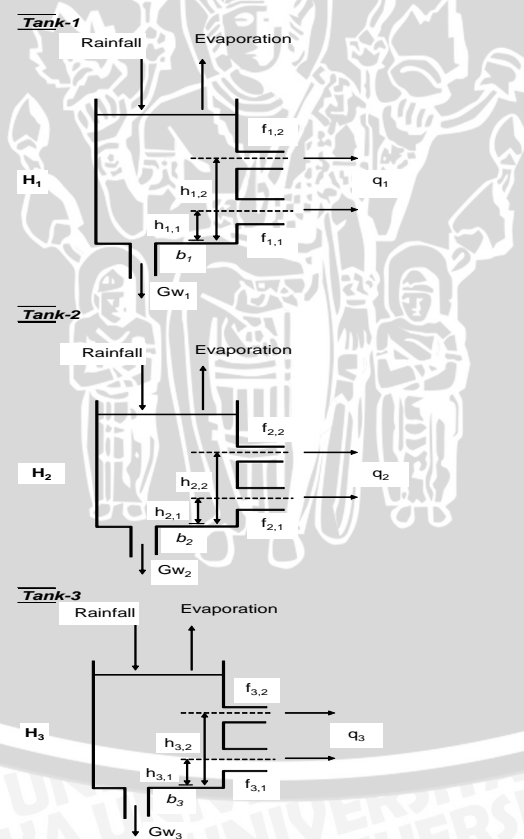 Tank-1
Rainfall Evaporation
f1,2
H1
h1,2
q1
h1,1
b1 f1,1
Gw1
Tank-2
Rainfall Evaporation
f2,2
H2
h2,2
q2
h2,1
b2 f2,1
Gw2
Tank-3
Rainfall Evaporation
f3,2
H3
h3,2
q3
h3,1
b3 f3,1
Gw3